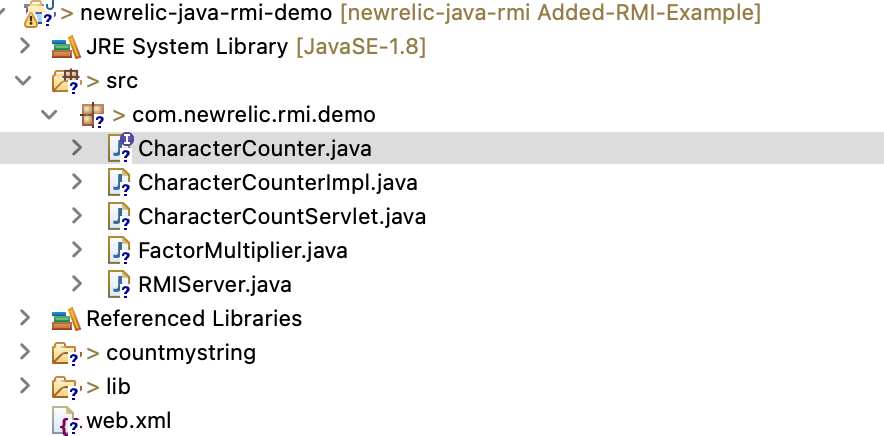 > newrelic-java-rmi-demo [newrelic-java-rmi Added-RMI-Example]
JRE System Library [JavaSE-1.8]
> src
> com.newrelic.rmi.demo
CharacterCounter.java
CharacterCounterImpl.java
CharacterCountServlet.java
FactorMultiplier.java
RMIServer.java
Referenced Libraries
> countmystring
> lib
web.xml